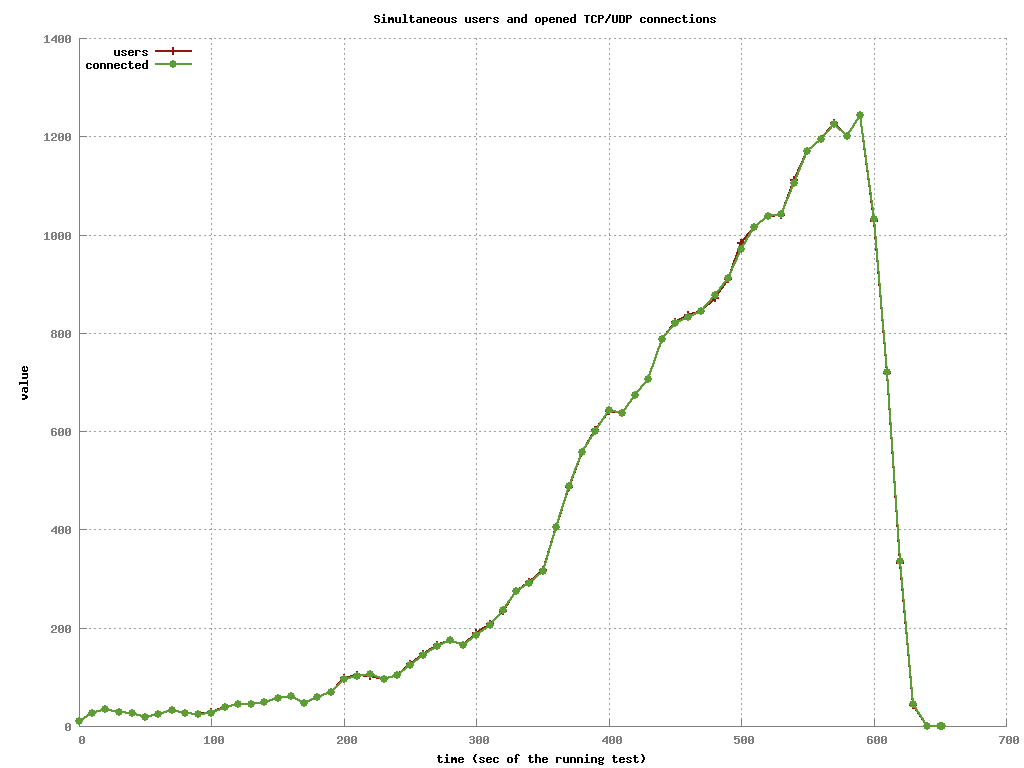 Simultaneous users and opened TCP/UDP connections
1400
users
connected
1200
1000
800
value
600
400
200
0
0 100 200 300 400 500 600 700
time (sec of the running test)